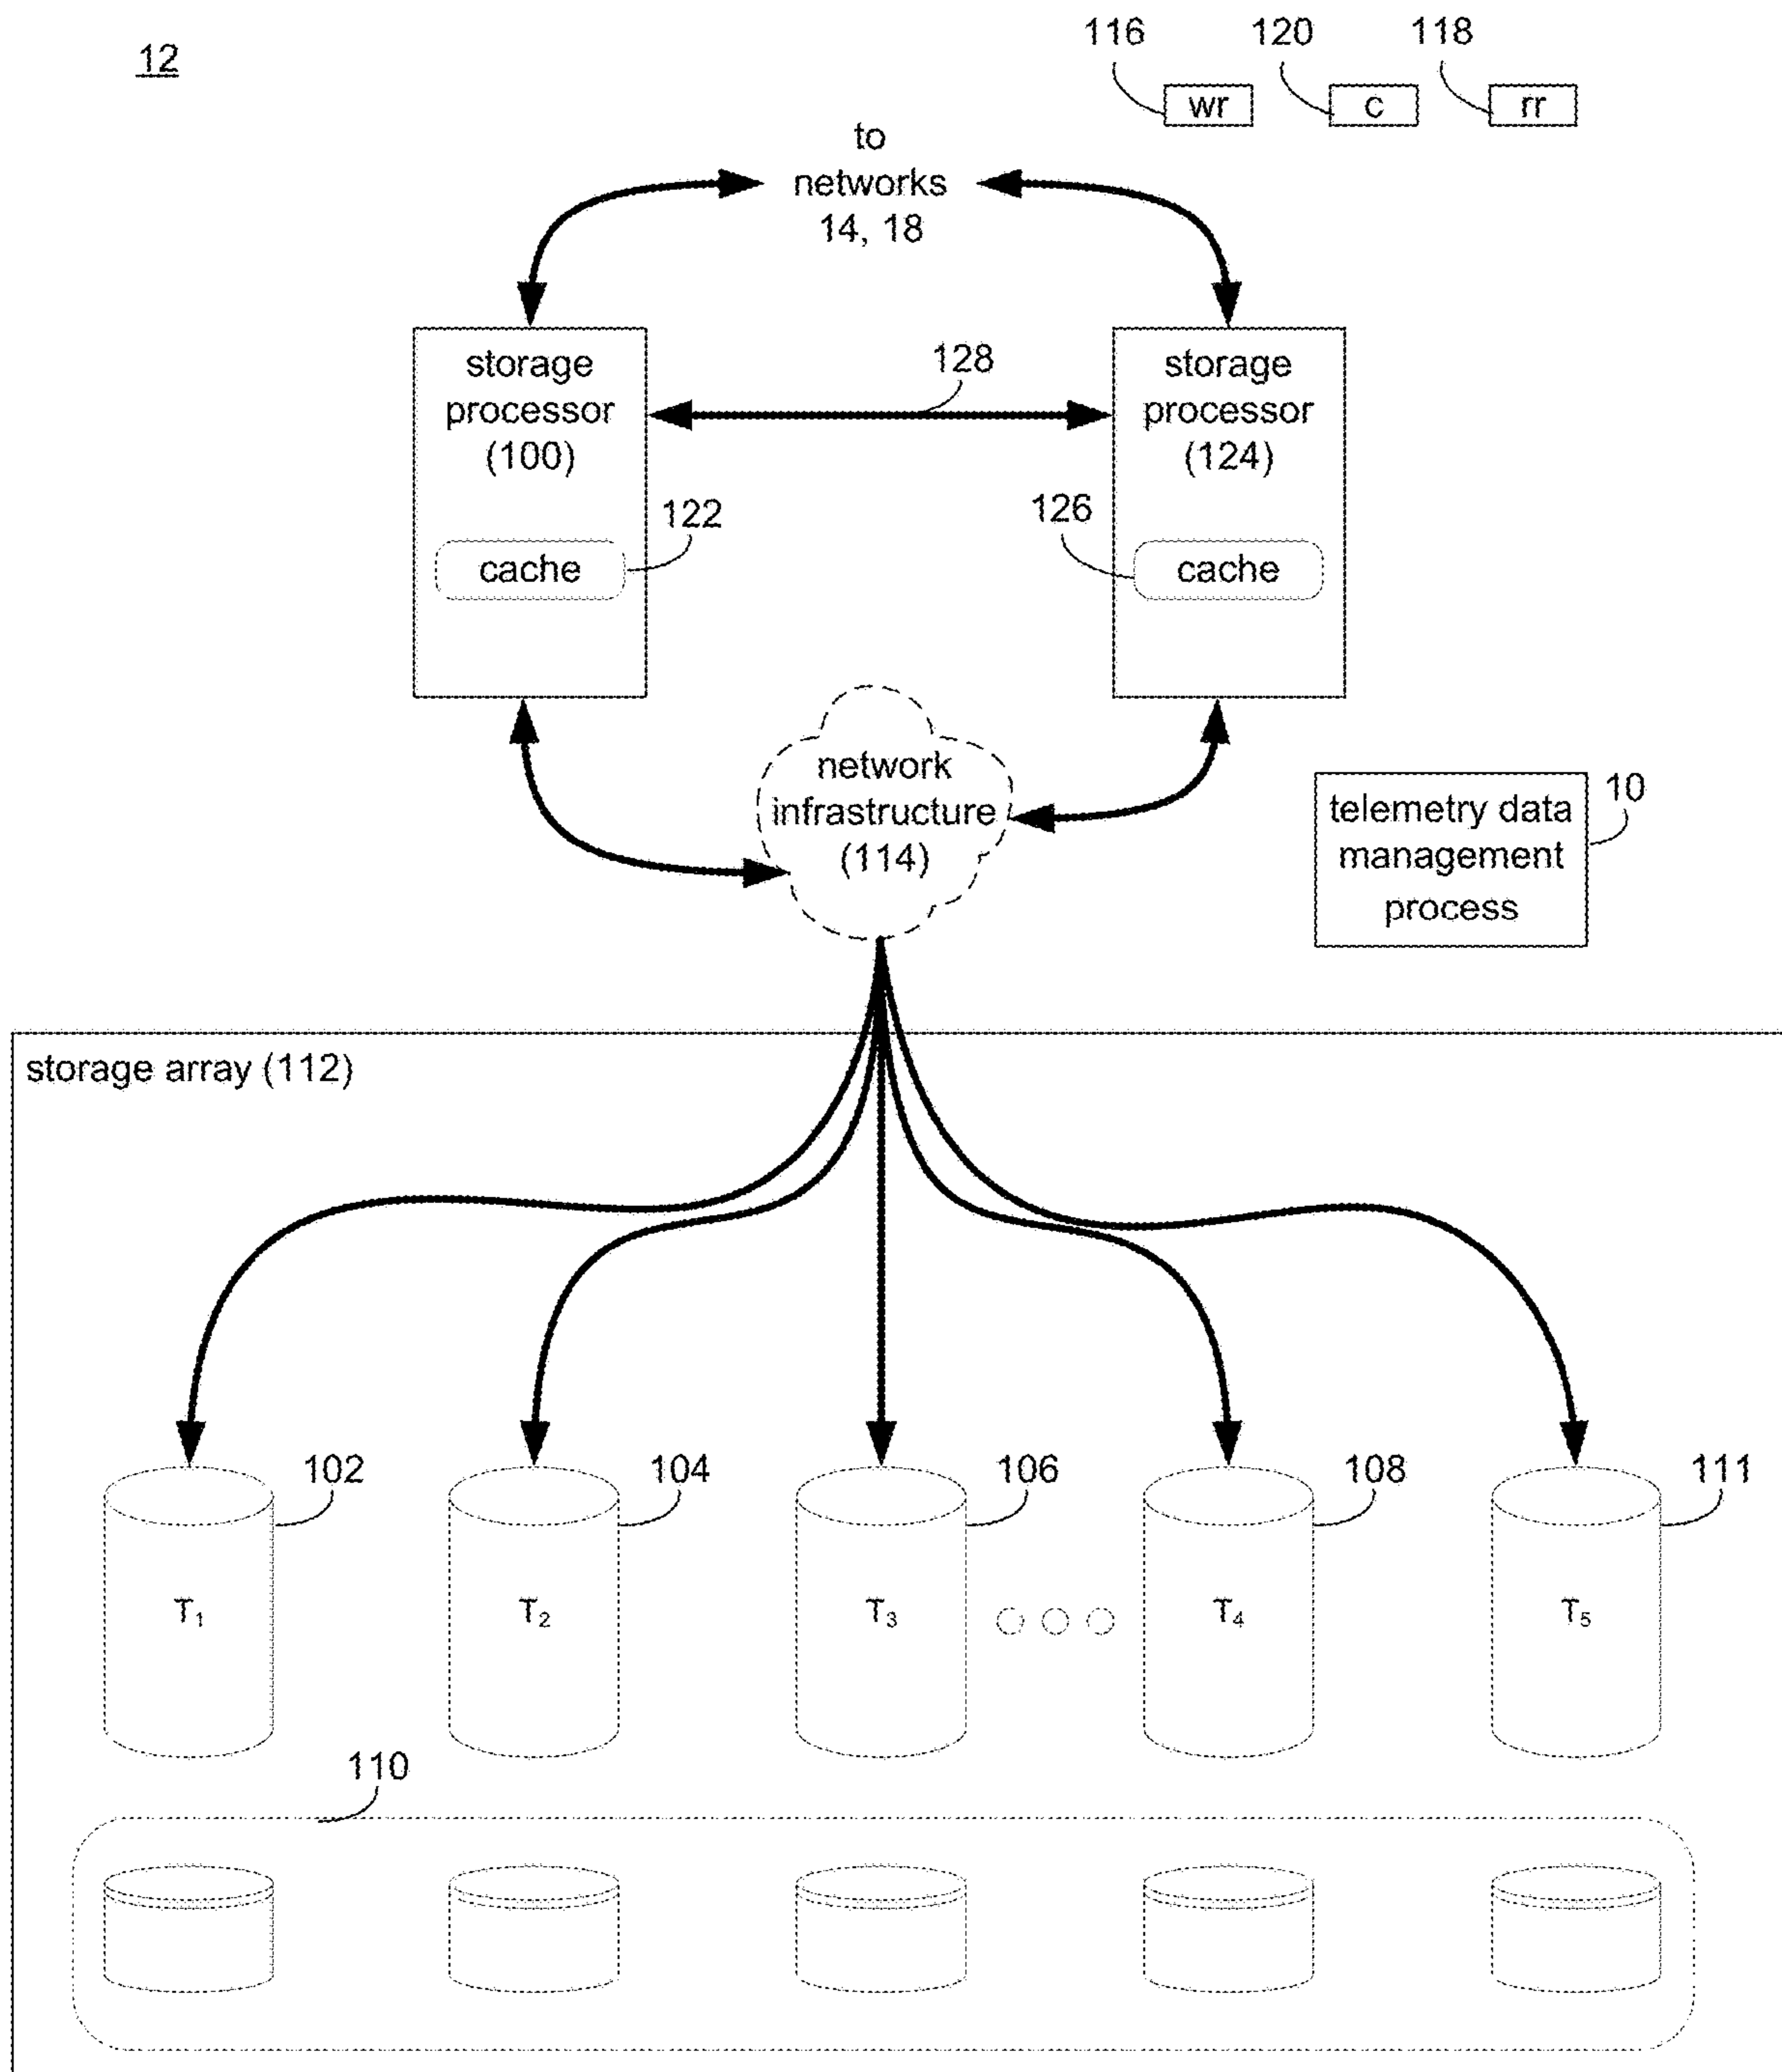 12
116
120
118
wr
c
rr
to
networks
14, 18
storage
processor
(100)
128
storage
processor
(124)
122
126
cache
cache
network
infrastructure
(114)
10
telemetry data
management
process
storage array (112)
102
104
106
108
111
T₁
T₂
T₃
T₄
T₅
110